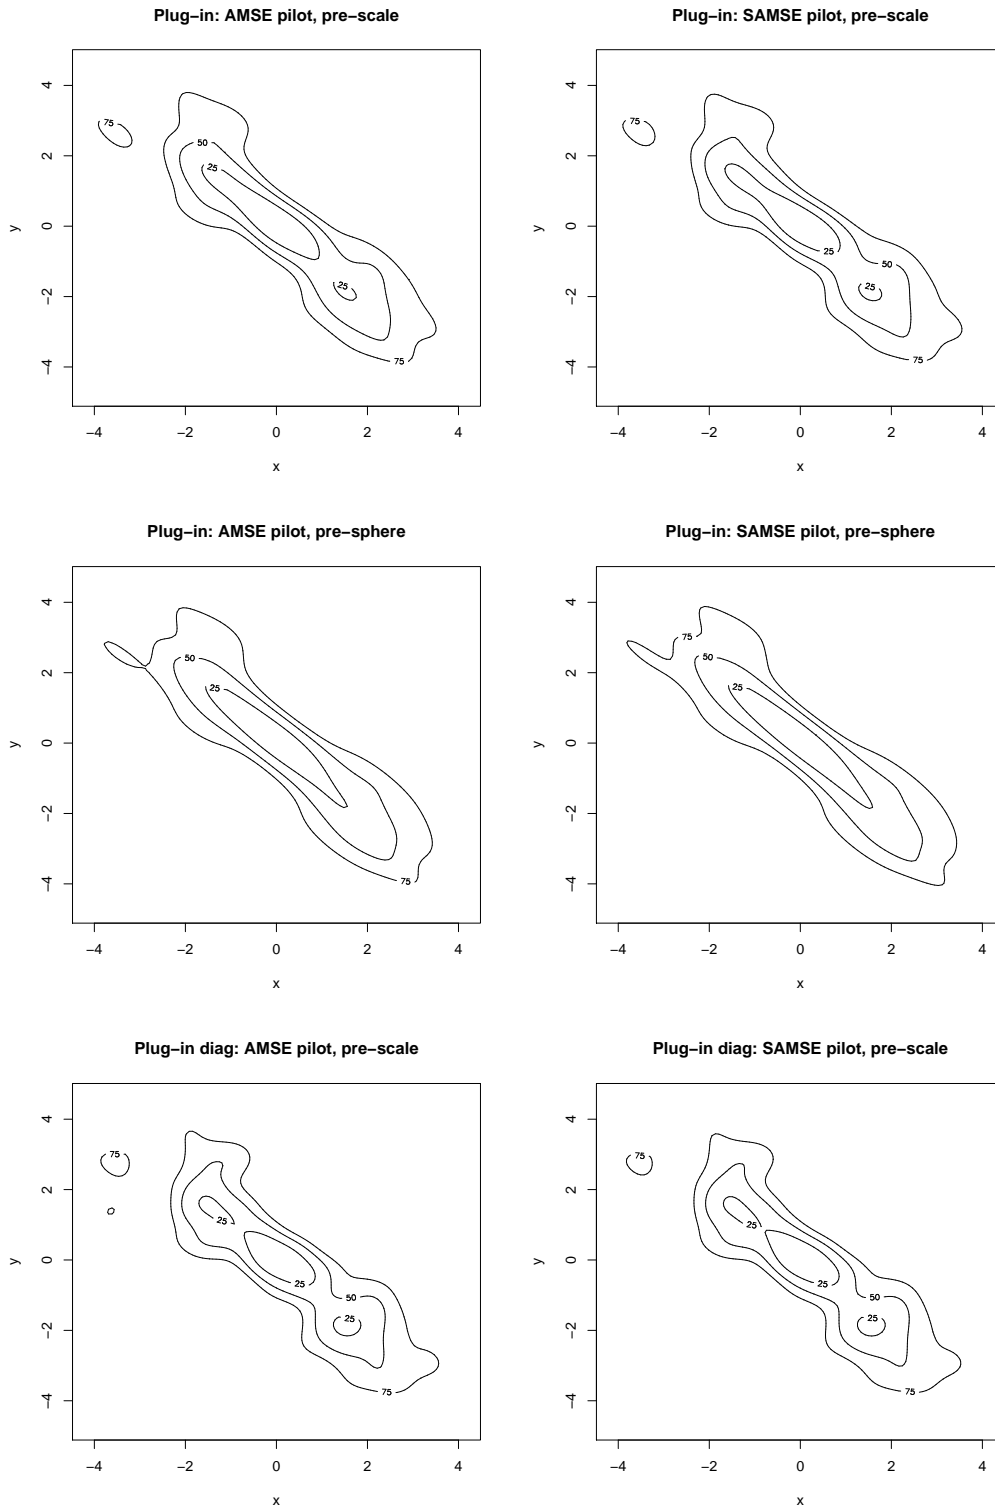 Plug−in: AMSE pilot, pre−scale
75
50
25
25
75
4
2
0
−2
−4
y
−4 −2 0 2 4
x
Plug−in: SAMSE pilot, pre−scale
75
25
50
25
75
4
2
0
−2
−4
y
−4 −2 0 2 4
x
Plug−in: AMSE pilot, pre−sphere
50
25
75
4
2
0
−2
−4
y
−4 −2 0 2 4
x
Plug−in: SAMSE pilot, pre−sphere
75
50
25
4
2
0
−2
−4
y
−4 −2 0 2 4
x
Plug−in diag: AMSE pilot, pre−scale
75
25
25
50
25
75
4
2
0
−2
−4
y
−4 −2 0 2 4
x
Plug−in diag: SAMSE pilot, pre−scale
75
25
25
50
25
75
4
2
0
−2
−4
y
−4 −2 0 2 4
x